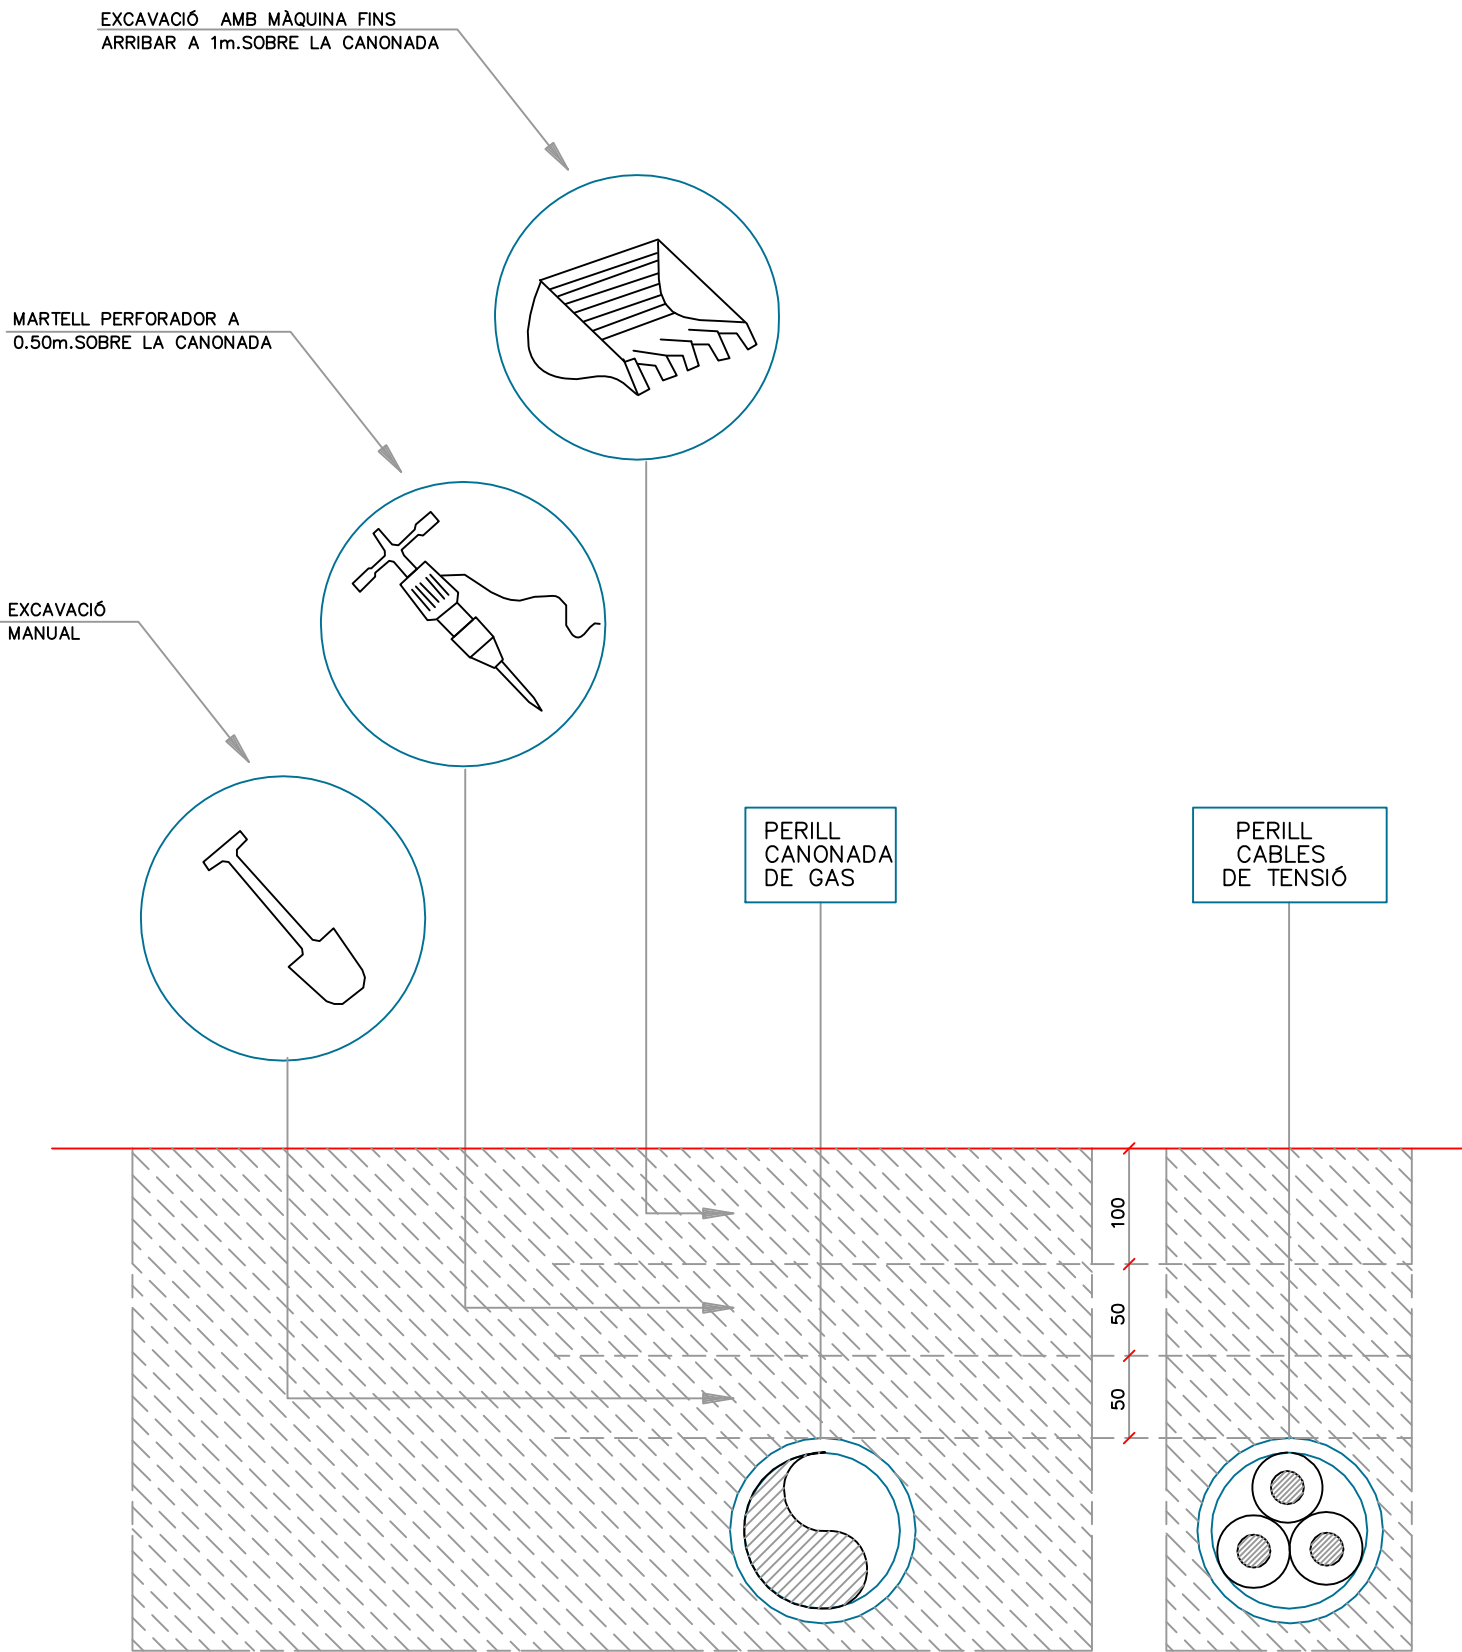 EXCAVACIÓ AMB MÀQUINA FINS
ARRIBAR A 1m.SOBRE LA CANONADA
MARTELL PERFORADOR A
0.50m.SOBRE LA CANONADA
EXCAVACIÓ
MANUAL
PERILL
CANONADA
DE GAS
PERILL
CABLES
DE TENSIÓ
100
50
50